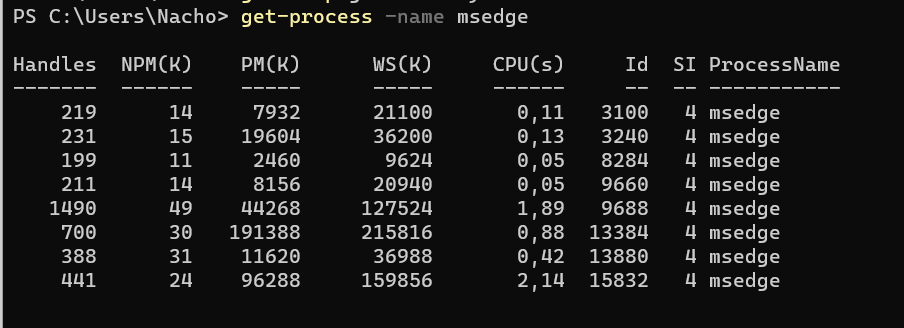 PS C:\Users\Nacho> get-process -name msedge
Handles NPM(K) PM(K) WS(K) CPU(s) Id SI ProcessName
------- ------ ----- ----- ------ -- -- -----------
219 14 7932 21100 0,11 3100 4 msedge
231 15 19604 36200 0,13 3240 4 msedge
199 11 2460 9624 0,05 8284 4 msedge
211 14 8156 20940 0,05 9660 4 msedge
1490 49 44268 127524 1,89 9688 4 msedge
700 30 191388 215816 0,88 13384 4 msedge
388 31 11620 36988 0,42 13880 4 msedge
441 24 96288 159856 2,14 15832 4 msedge